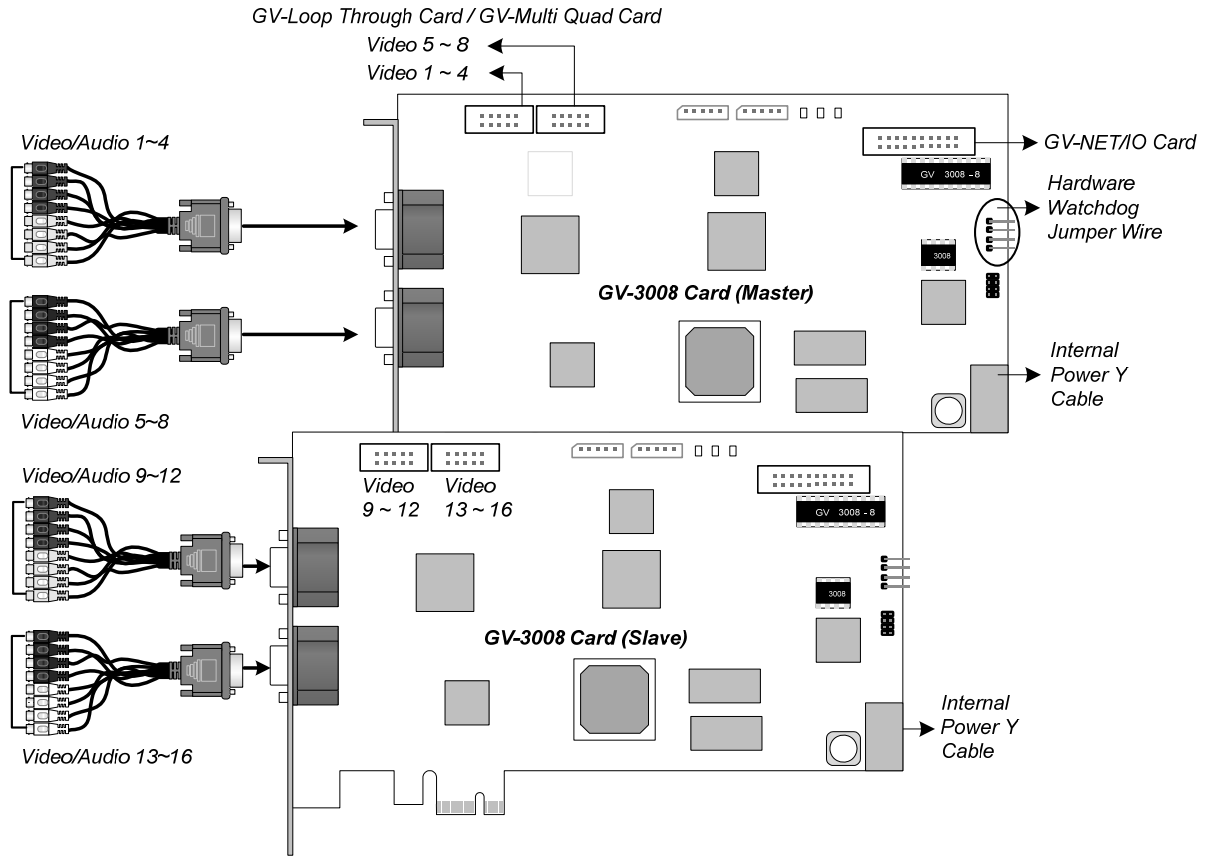 GV-Loop Through Card / GV-Multi Quad Card
Video 5 ~ 8
Video 1 ~ 4
Video/Audio 1~4
GV-NET/IO Card
GV 3008 - 8
Hardware
Watchdog
Jumper Wire
3008
GV-3008 Card (Master)
Internal
Power Y
Cable
Video/Audio 5~8
Video/Audio 9~12
Video
9 ~ 12
Video
13 ~ 16
GV 3008 - 8
3008
GV-3008 Card (Slave)
Internal
Power Y
Cable
Video/Audio 13~16